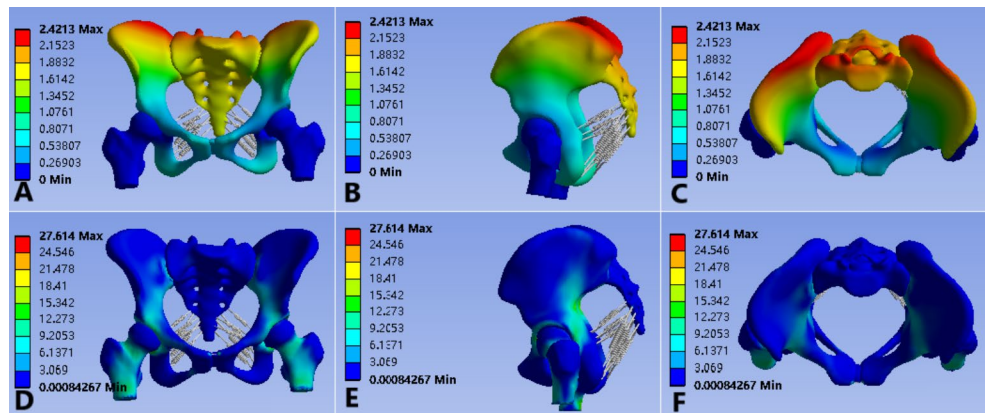 2.4213 Max
2.1523
1.8832
1.6142
1.3452
1.0761
0.8071
0.53807
0.26903
0 Min
A
2.4213 Max
2.1523
1.8832
1.6142
1.3452
1.0761
0.8071
0.53807
0.26903
0 Min
B
2.4213 Max
2.1523
1.8832
1.6142
1.3452
1.0761
0.8071
0.53807
0.26903
0 Min
C
27.614 Max
24.546
21.478
18.41
15.342
12.273
9.2053
6.1371
3.069
0.00084267 Min
D
27.614 Max
24.546
21.478
18.41
15.342
12.273
9.2053
6.1371
3.069
0.00084267 Min
E
27.614 Max
24.546
21.478
18.41
15.342
12.273
9.2053
6.1371
3.069
0.00084267 Min
F